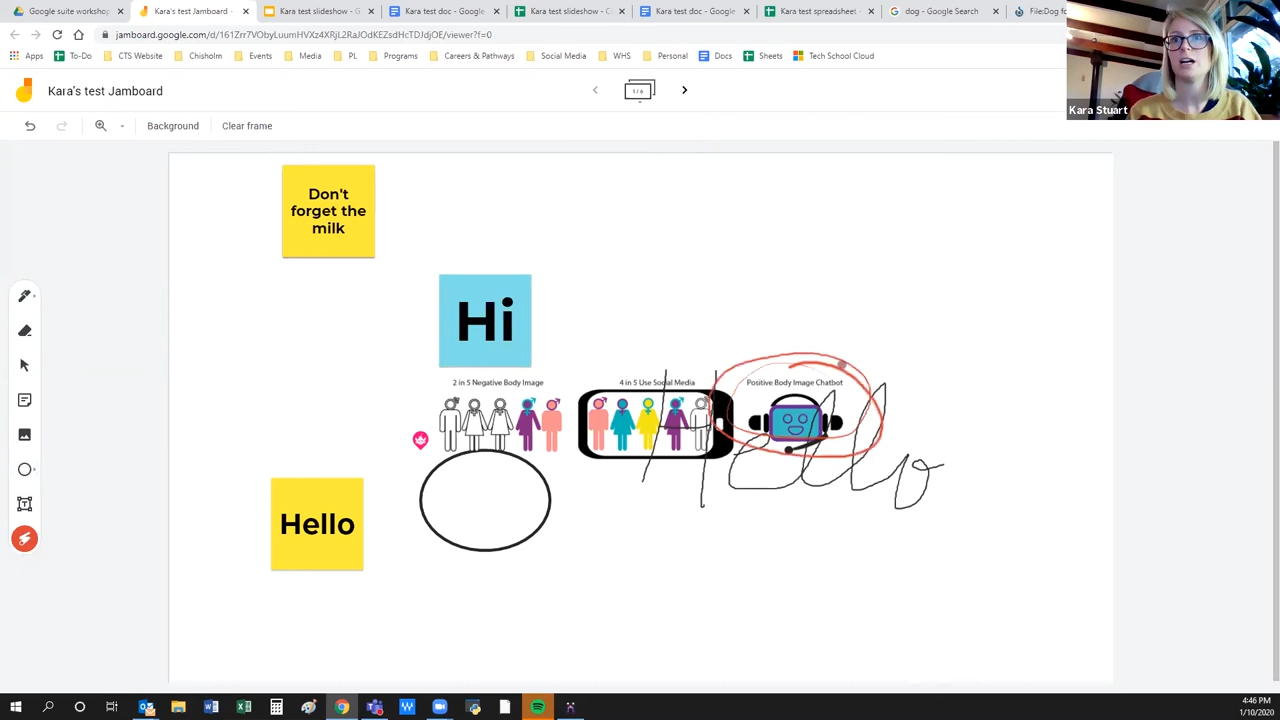 Google suite workshop
Kara's test Jamboard -
Kara test slideshow - G
Kara test doc - Google
Kara test slideshow - C
Kara test doc - Google
Kara test spreadsheet -
dog - Google Search
File:Dog fo
jamboard.google.com
viewer?f=0
Apps
To-Do
CTS Website
Chisholm
Events
Media
PL
Programs
Careers & Pathways
Social Media
WHS
Personal
Docs
Sheets
Tech School Cloud
Kara Stuart
Kara's test Jamboard
1 / 6
Background
Clear frame
Don't
forget the
milk
Hi
2 in 5 Negative Body Image
4 in 5 Use Social Media
Positive Body Image Chatbot
Hello
Hello
4:46 PM
1/10/2020